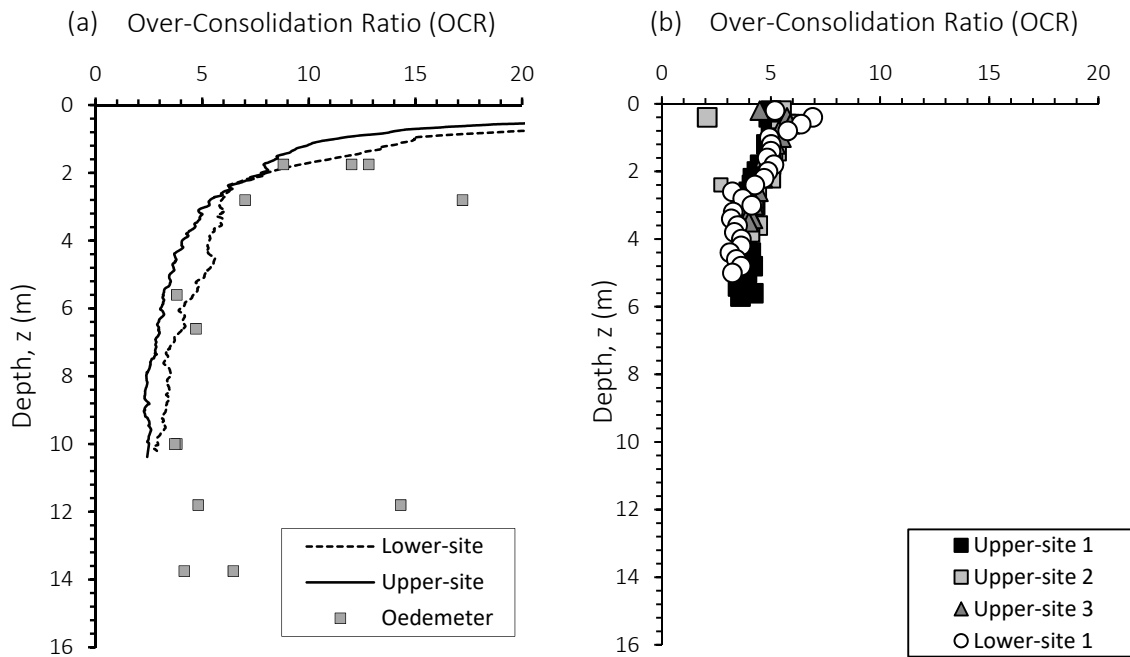 (a) Over-Consolidation Ratio (OCR)
0 5 10 15 20
0
2
4
6
8
10
12
14
16
Depth, z (m)
Lower-site
Upper-site
Oedemeter
(b) Over-Consolidation Ratio (OCR)
0 5 10 15 20
0
2
4
6
8
10
12
14
16
Depth, z (m)
Upper-site 1
Upper-site 2
Upper-site 3
Lower-site 1